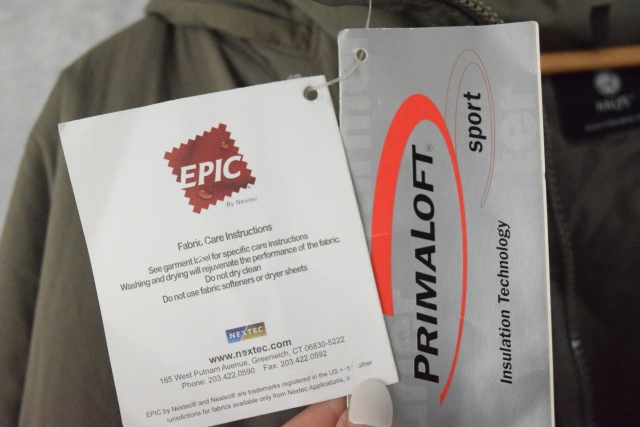 EPIC
By Nextec
Fabric Care Instructions
See garment label for specific care instructions
Washing and drying will rejuvenate the performance of the fabric.
Do not dry clean
Do not use fabric softeners or dryer sheets
NEXTEC
www.nextec.com
165 West Putnam Avenue, Greenwich, CT 06830-5222
Phone: 203.422.0590 Fax: 203.422.0592
EPIC by Nextec® and Nextec® are trademarks registered in the US other
jurisdictions for fabrics available only from Nextec Applications,
PRIMALOFT®
sport
Insulation Technology